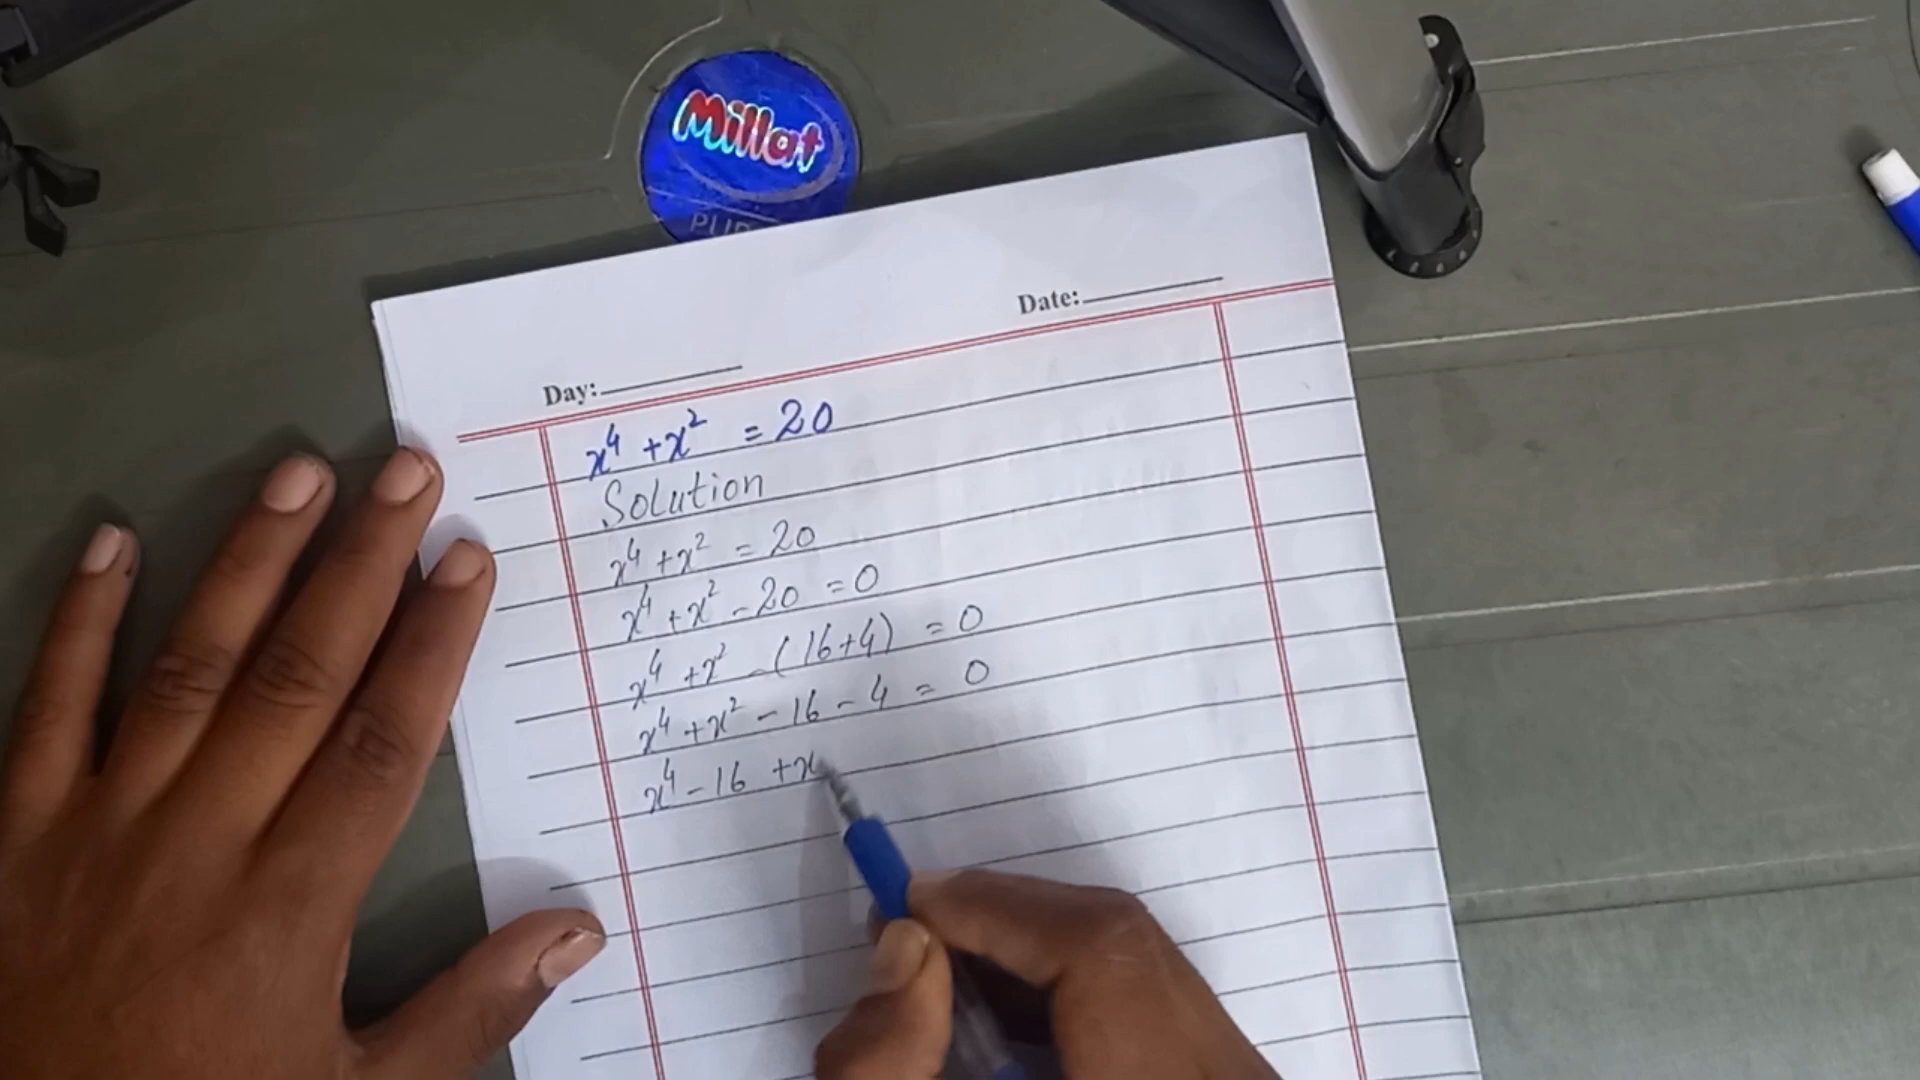 Millat
PUR
Date:
Day:
x⁴ + x² = 20
Solution
x⁴ + x² = 20
x⁴ + x² - 20 = 0
x⁴ + x² - (16+4) = 0
x⁴ + x² - 16 - 4 = 0
x⁴ - 16 + x